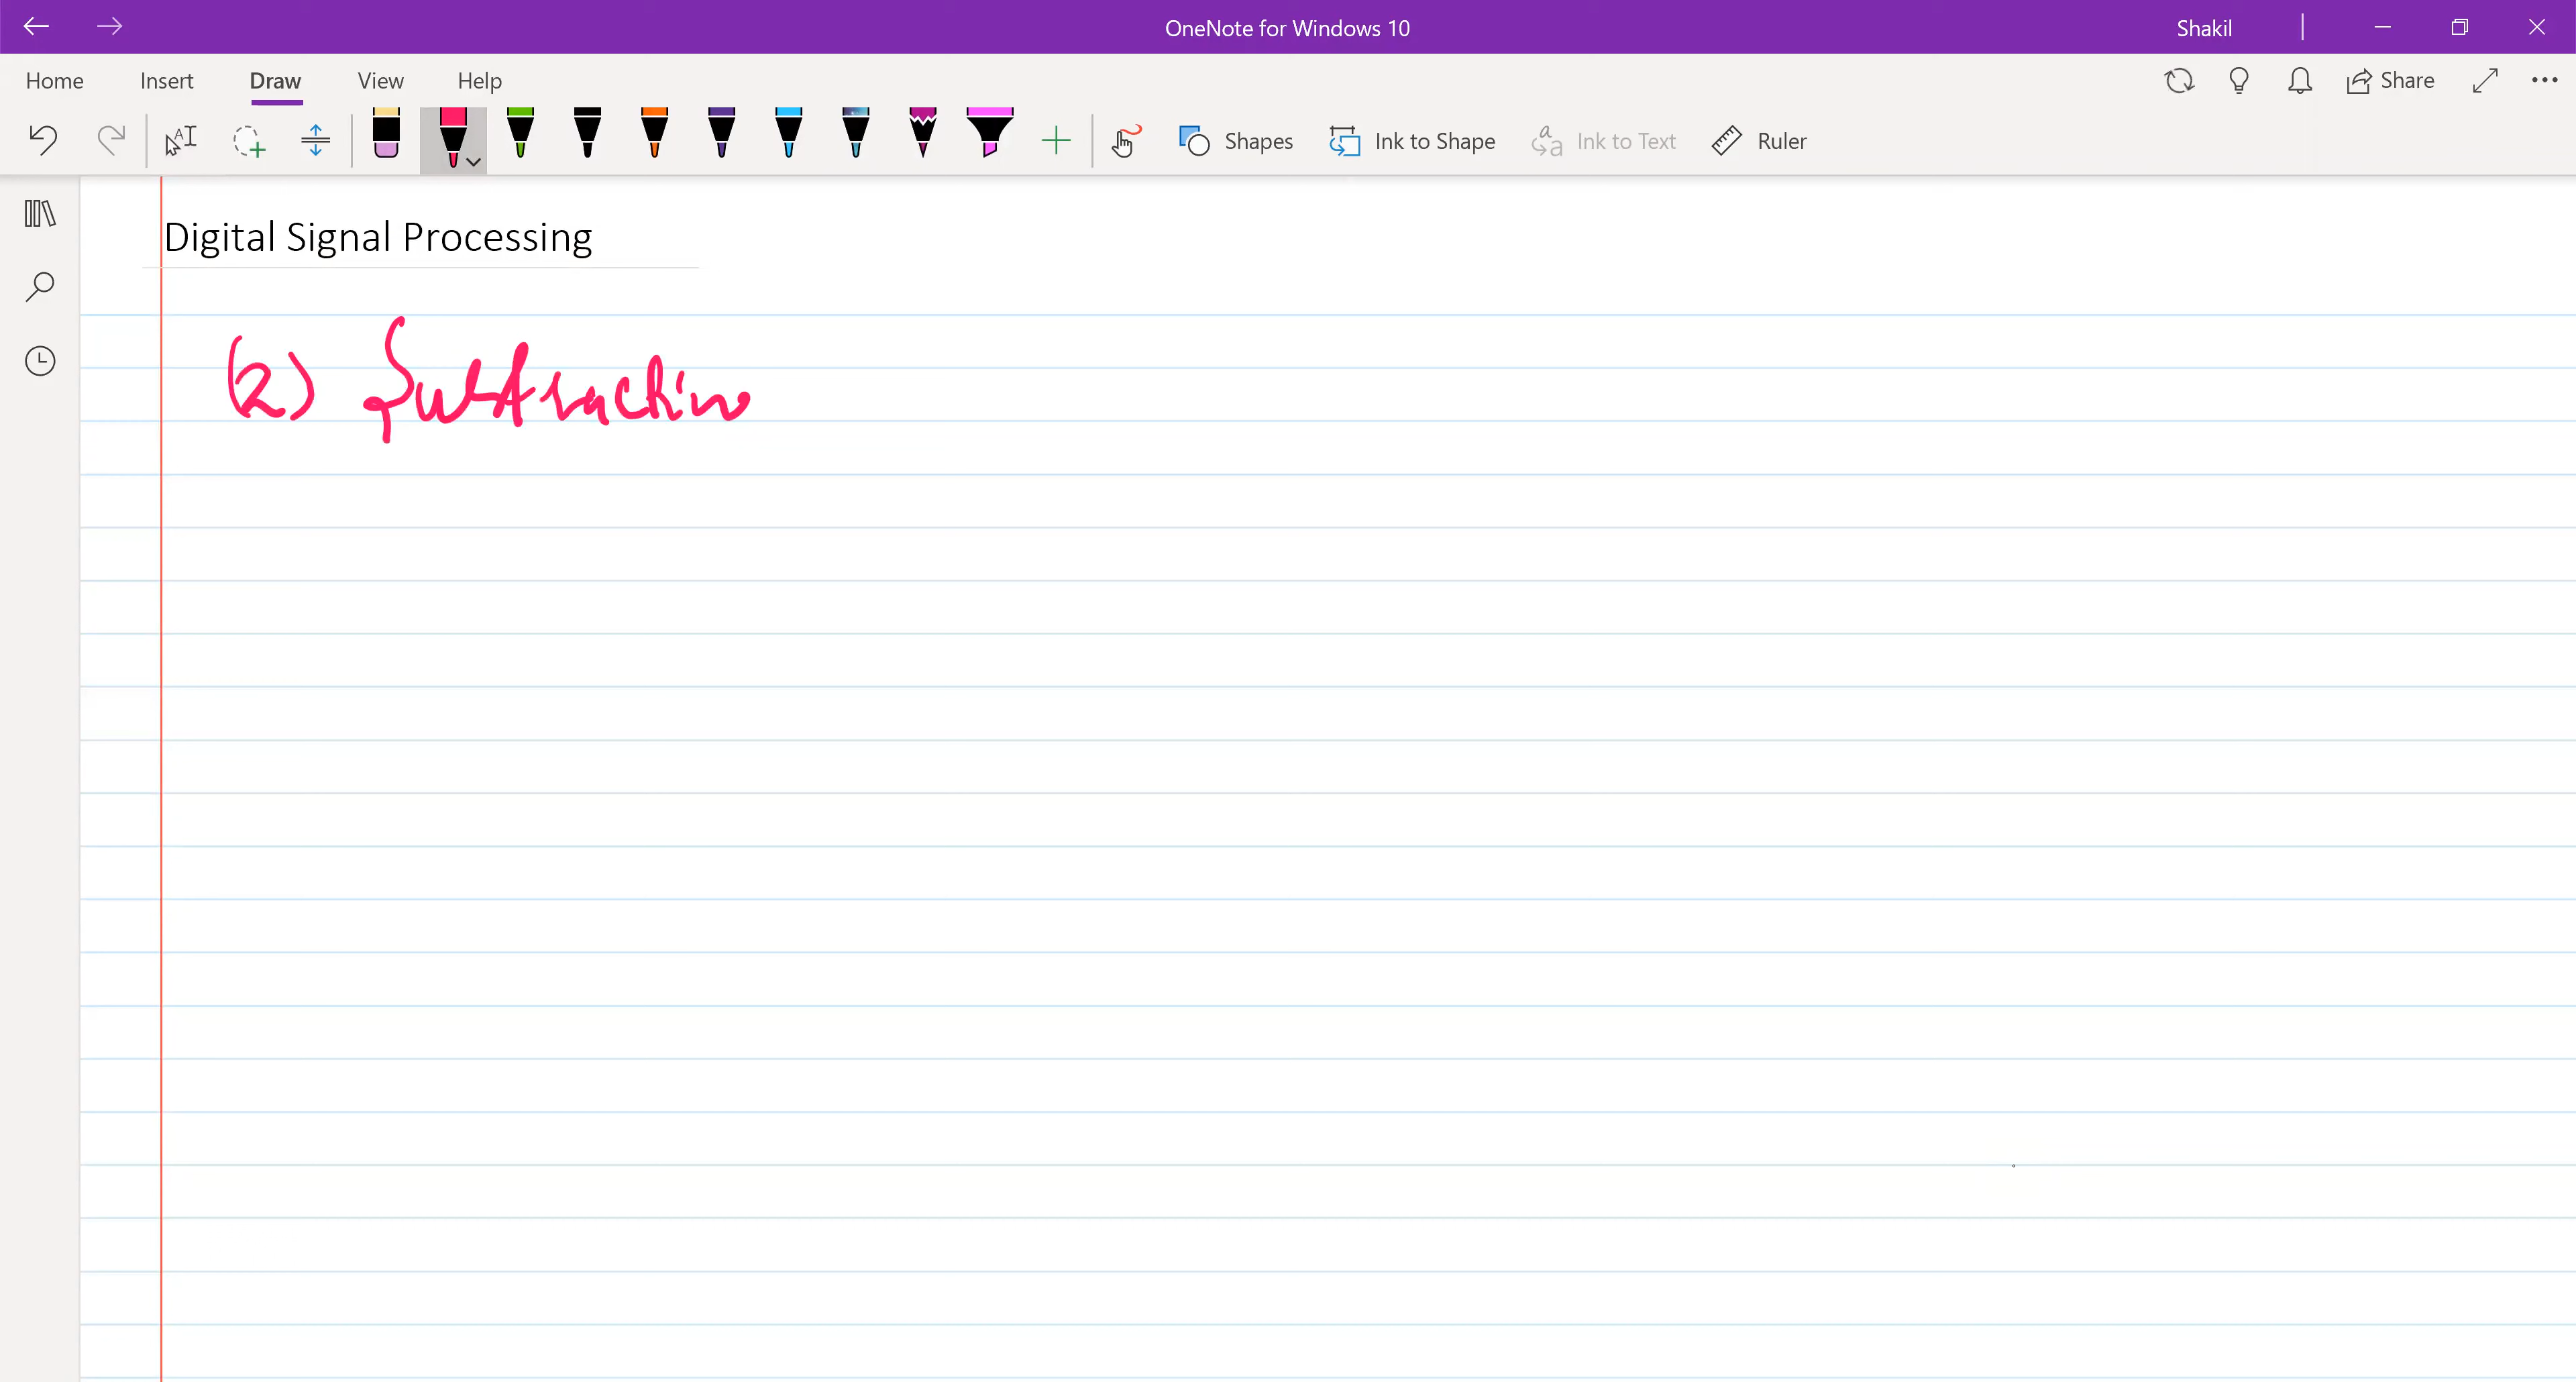 OneNote for Windows 10
Shakil
Home Insert Draw View Help
Share
Shapes Ink to Shape Ink to Text Ruler
Digital Signal Processing
(2) Subtraction